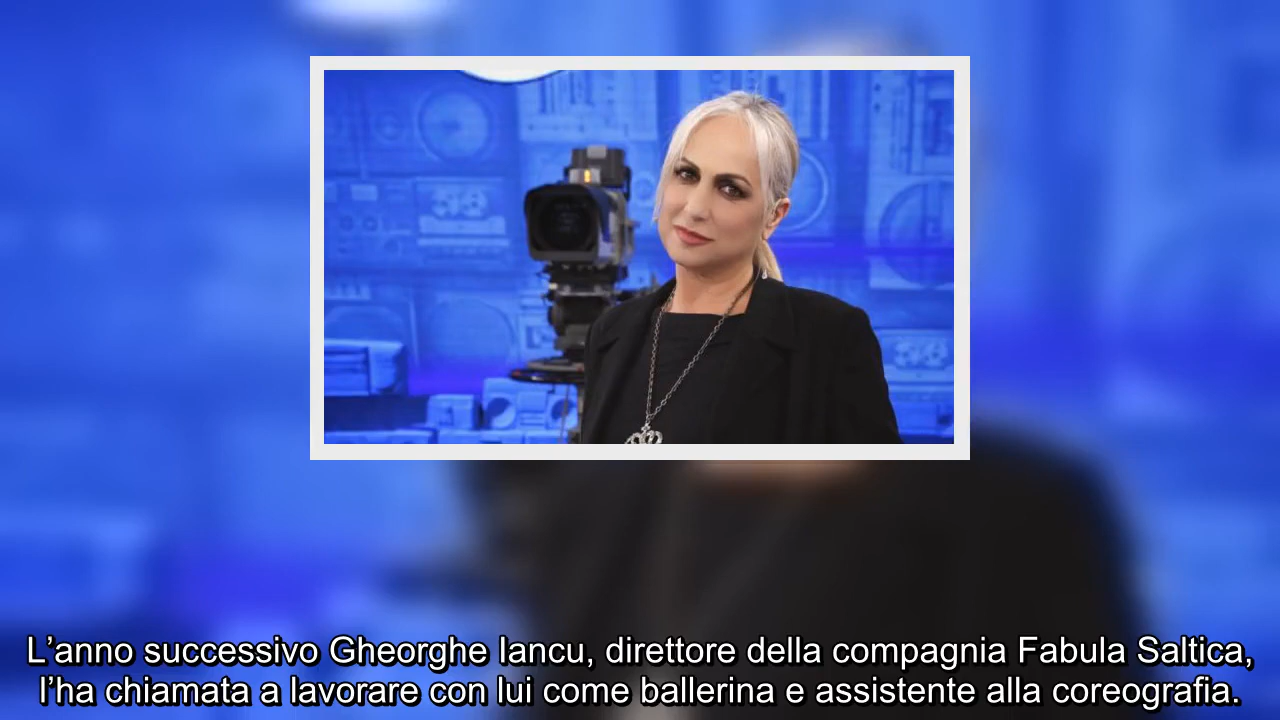 L’anno successivo Gheorghe Iancu, direttore della compagnia Fabula Saltica,
l’ha chiamata a lavorare con lui come ballerina e assistente alla coreografia.